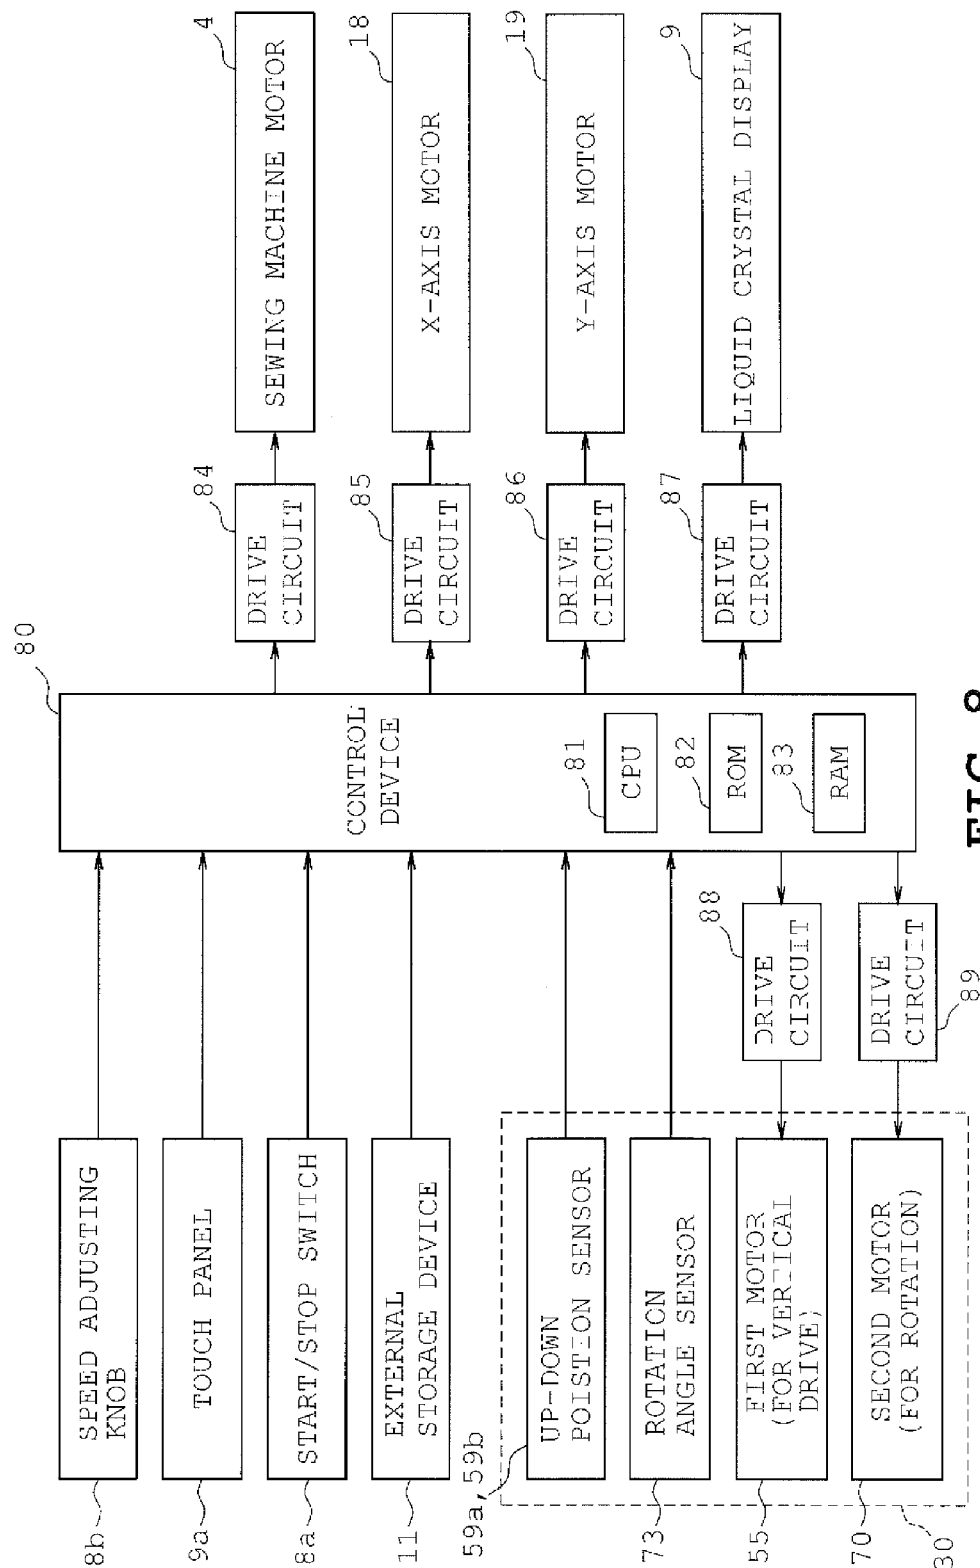 8b
SPEED ADJUSTING
KNOB
9a
TOUCH PANEL
8a
START/STOP SWITCH
11
EXTERNAL
STORAGE DEVICE
59a, 59b
UP-DOWN
POISTION SENSOR
73
ROTATION
ANGLE SENSOR
55
FIRST MOTOR
(FOR VERTICAL
DRIVE)
70
SECOND MOTOR
(FOR ROTATION)
30
88
DRIVE
CIRCUIT
89
DRIVE
CIRCUIT
80
CONTROL
DEVICE
81
CPU
82
ROM
83
RAM
84
DRIVE
CIRCUIT
85
DRIVE
CIRCUIT
86
DRIVE
CIRCUIT
87
DRIVE
CIRCUIT
4
SEWING MACHINE MOTOR
18
X-AXIS MOTOR
19
Y-AXIS MOTOR
9
LIQUID CRYSTAL DISPLAY
FIG. 8